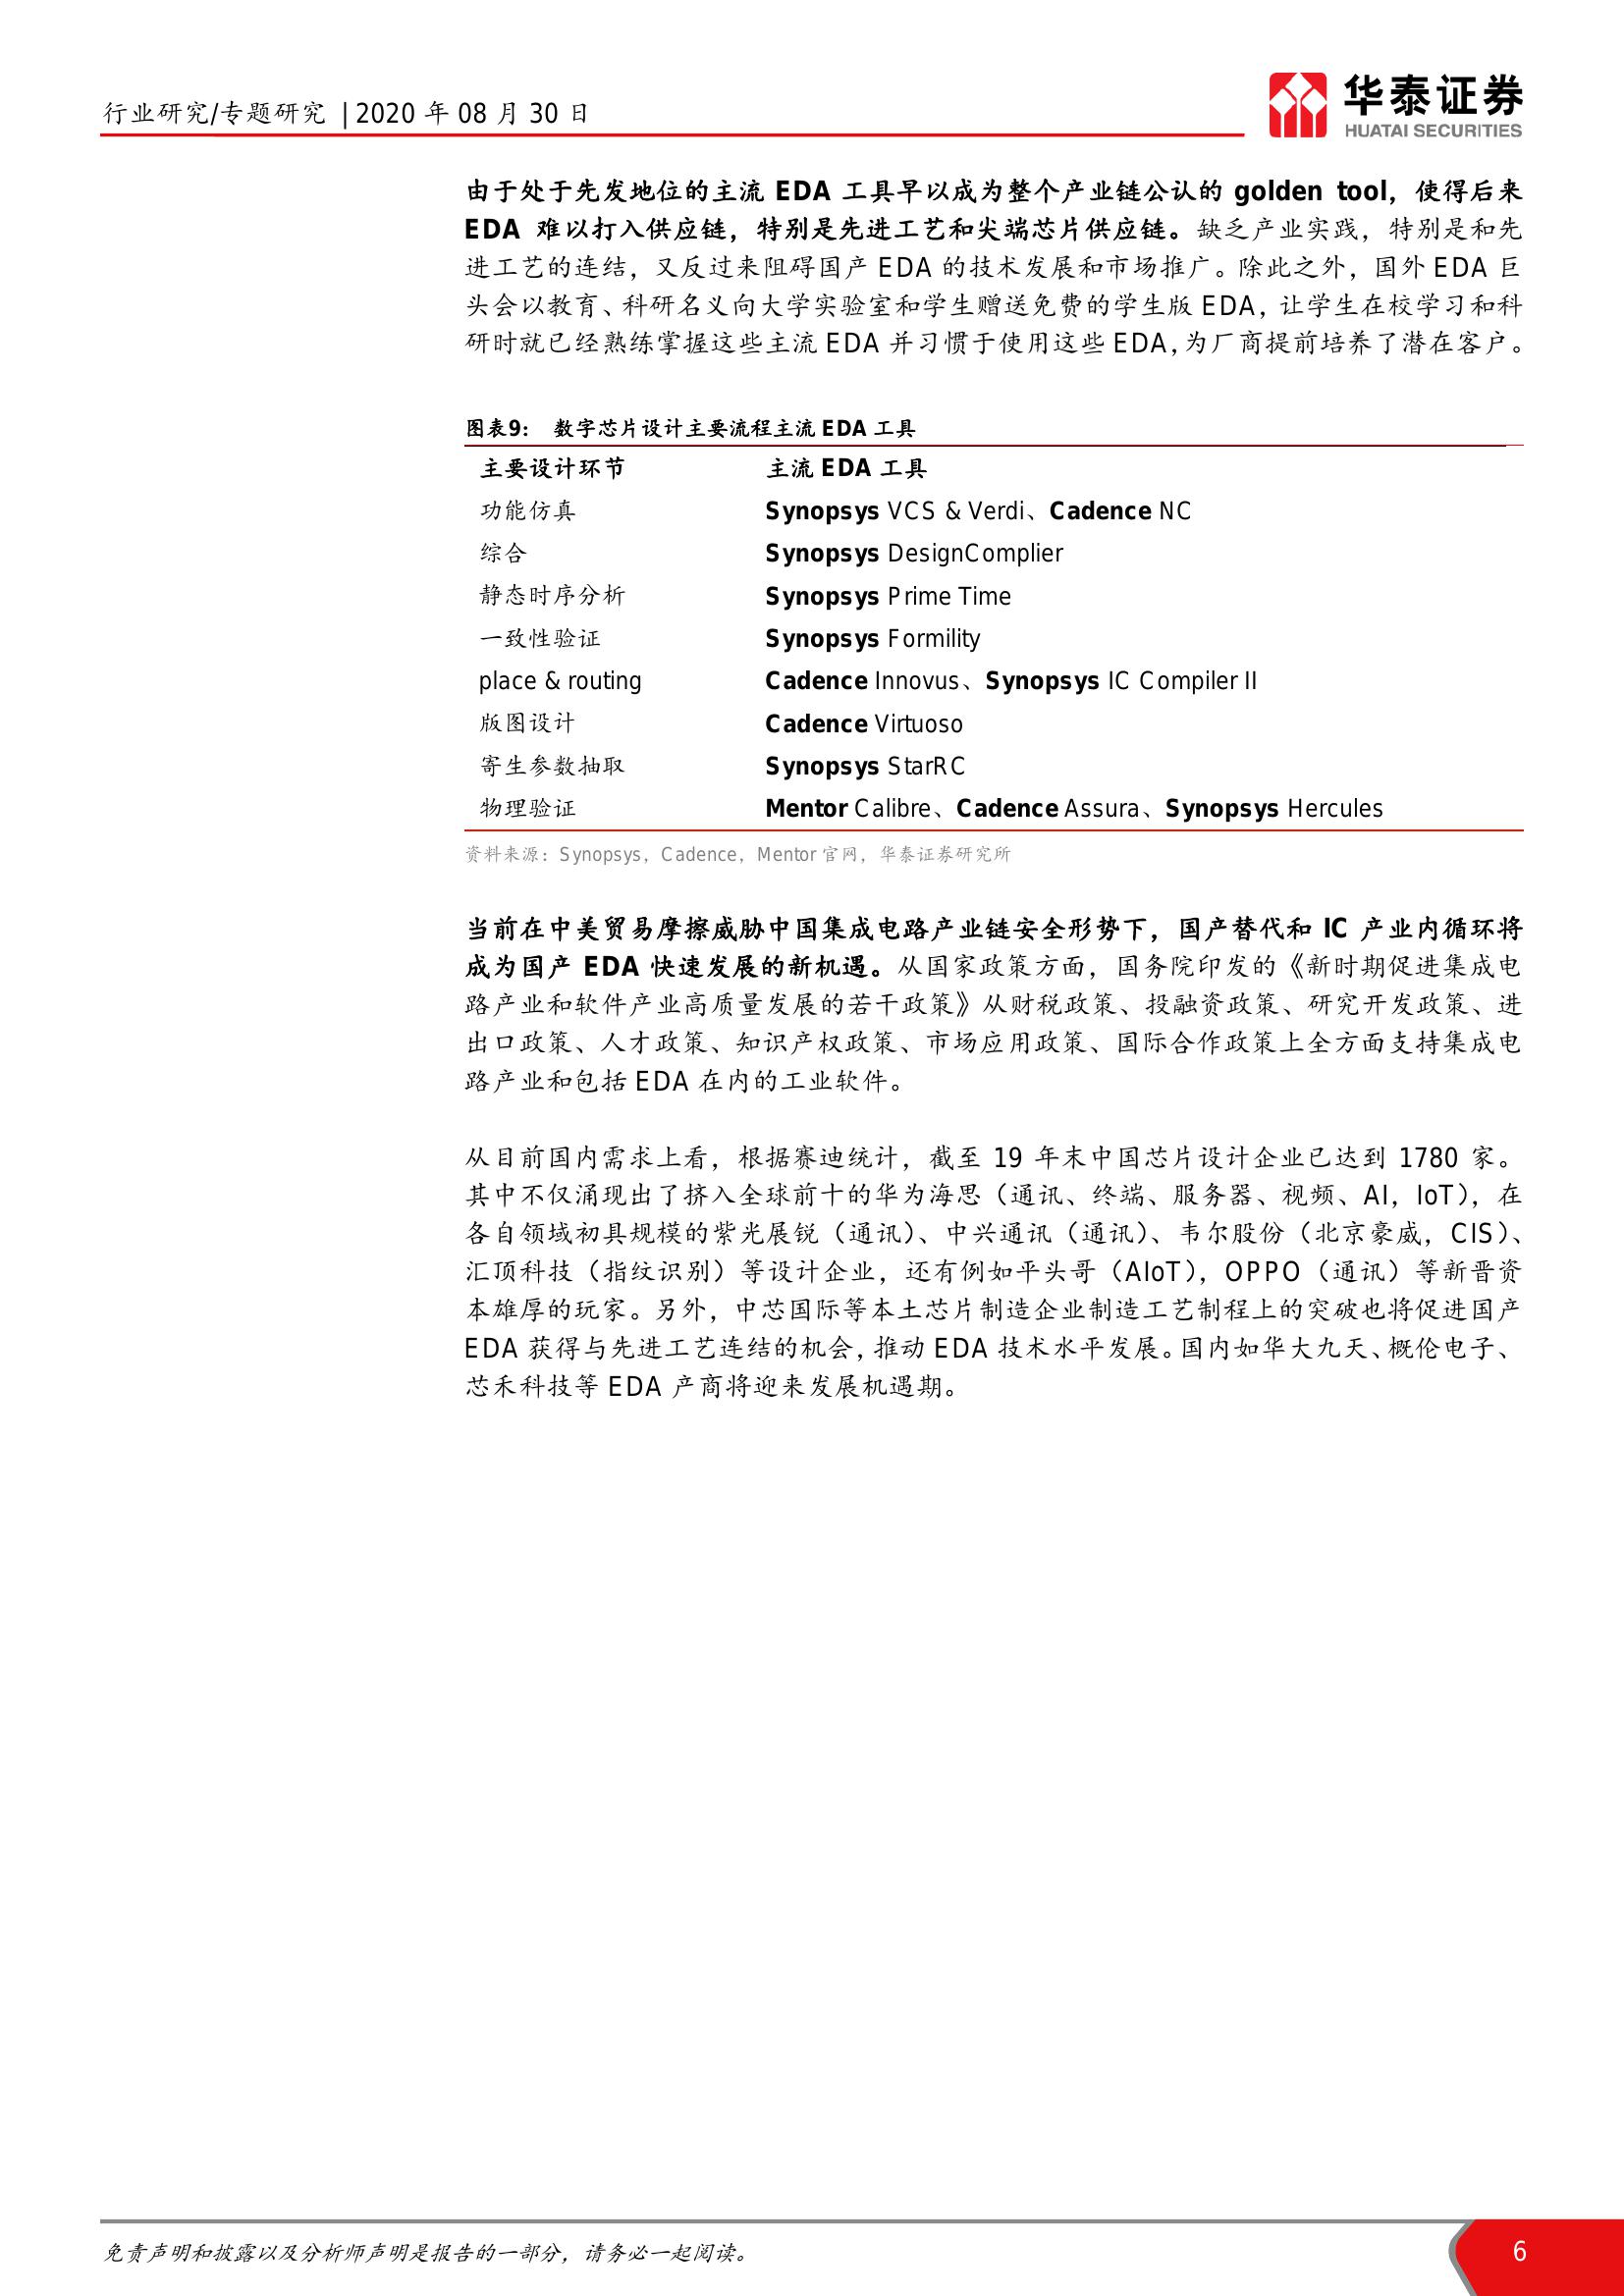 行业研究/专题研究 | 2020 年 08 月 30 日
华泰证券
HUATAI SECURITIES
由于处于先发地位的主流 EDA 工具早以成为整个产业链公认的 golden tool，使得后来
EDA 难以打入供应链，特别是先进工艺和尖端芯片供应链。缺乏产业实践，特别是和先
进工艺的连结，又反过来阻碍国产 EDA 的技术发展和市场推广。除此之外，国外 EDA 巨
头会以教育、科研名义向大学实验室和学生赠送免费的学生版 EDA，让学生在校学习和科
研时就已经熟练掌握这些主流 EDA 并习惯于使用这些 EDA，为厂商提前培养了潜在客户。
图表9： 数字芯片设计主要流程主流 EDA 工具
主要设计环节 主流 EDA 工具
功能仿真 Synopsys VCS & Verdi、Cadence NC
综合 Synopsys DesignComplier
静态时序分析 Synopsys Prime Time
一致性验证 Synopsys Formility
place & routing Cadence Innovus、Synopsys IC Compiler II
版图设计 Cadence Virtuoso
寄生参数抽取 Synopsys StarRC
物理验证 Mentor Calibre、Cadence Assura、Synopsys Hercules
资料来源：Synopsys，Cadence，Mentor 官网，华泰证券研究所
当前在中美贸易摩擦威胁中国集成电路产业链安全形势下，国产替代和 IC 产业内循环将
成为国产 EDA 快速发展的新机遇。从国家政策方面，国务院印发的《新时期促进集成电
路产业和软件产业高质量发展的若干政策》从财税政策、投融资政策、研究开发政策、进
出口政策、人才政策、知识产权政策、市场应用政策、国际合作政策上全方面支持集成电
路产业和包括 EDA 在内的工业软件。
从目前国内需求上看，根据赛迪统计，截至 19 年末中国芯片设计企业已达到 1780 家。
其中不仅涌现出了挤入全球前十的华为海思（通讯、终端、服务器、视频、AI，IoT），在
各自领域初具规模的紫光展锐（通讯）、中兴通讯（通讯）、韦尔股份（北京豪威，CIS）、
汇顶科技（指纹识别）等设计企业，还有例如平头哥（AIoT），OPPO（通讯）等新晋资
本雄厚的玩家。另外，中芯国际等本土芯片制造企业制造工艺制程上的突破也将促进国产
EDA 获得与先进工艺连结的机会，推动 EDA 技术水平发展。国内如华大九天、概伦电子、
芯禾科技等 EDA 产商将迎来发展机遇期。
免责声明和披露以及分析师声明是报告的一部分，请务必一起阅读。
6